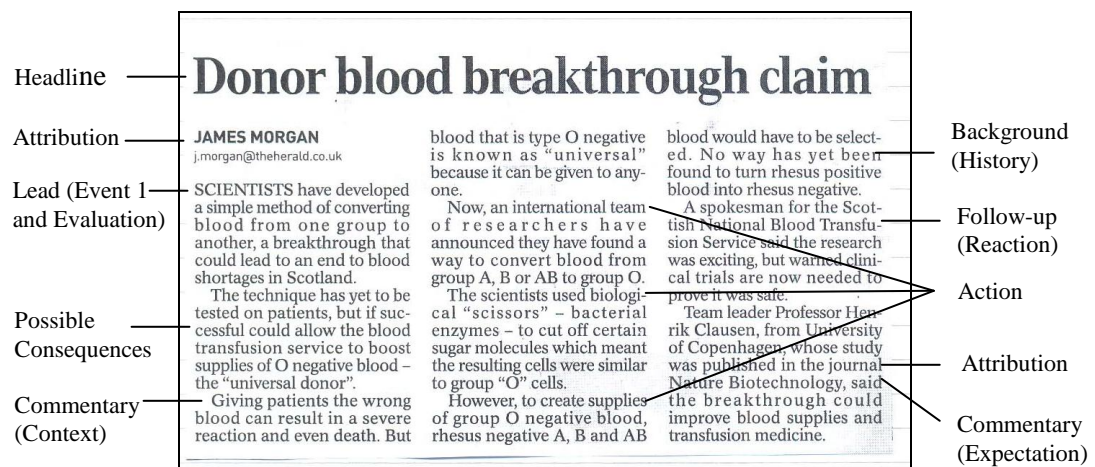 Headline
Attribution
Lead (Event 1
and Evaluation)
Possible
Consequences
Commentary
(Context)
Donor blood breakthrough claim
JAMES MORGAN
j.morgan@theherald.co.uk
SCIENTISTS have developed
a simple method of converting
blood from one group to
another, a breakthrough that
could lead to an end to blood
shortages in Scotland.
The technique has yet to be
tested on patients, but if suc-
cessful could allow the blood
transfusion service to boost
supplies of O negative blood –
the “universal donor”.
Giving patients the wrong
blood can result in a severe
reaction and even death. But
blood that is type O negative
is known as “universal”
because it can be given to any-
one.
Now, an international team
of researchers have
announced they have found a
way to convert blood from
group A, B or AB to group O.
The scientists used biologi-
cal “scissors” – bacterial
enzymes – to cut off certain
sugar molecules which meant
the resulting cells were similar
to group “O” cells.
However, to create supplies
of group O negative blood,
rhesus negative A, B and AB
blood would have to be select-
ed. No way has yet been
found to turn rhesus positive
blood into rhesus negative.
A spokesman for the Scot-
tish National Blood Transfu-
sion Service said the research
was exciting, but warned clini-
cal trials are now needed to
prove it was safe.
Team leader Professor Hen-
rik Clausen, from University
of Copenhagen, whose study
was published in the journal
Nature Biotechnology, said
the breakthrough could
improve blood supplies and
transfusion medicine.
Background
(History)
Follow-up
(Reaction)
Action
Attribution
Commentary
(Expectation)